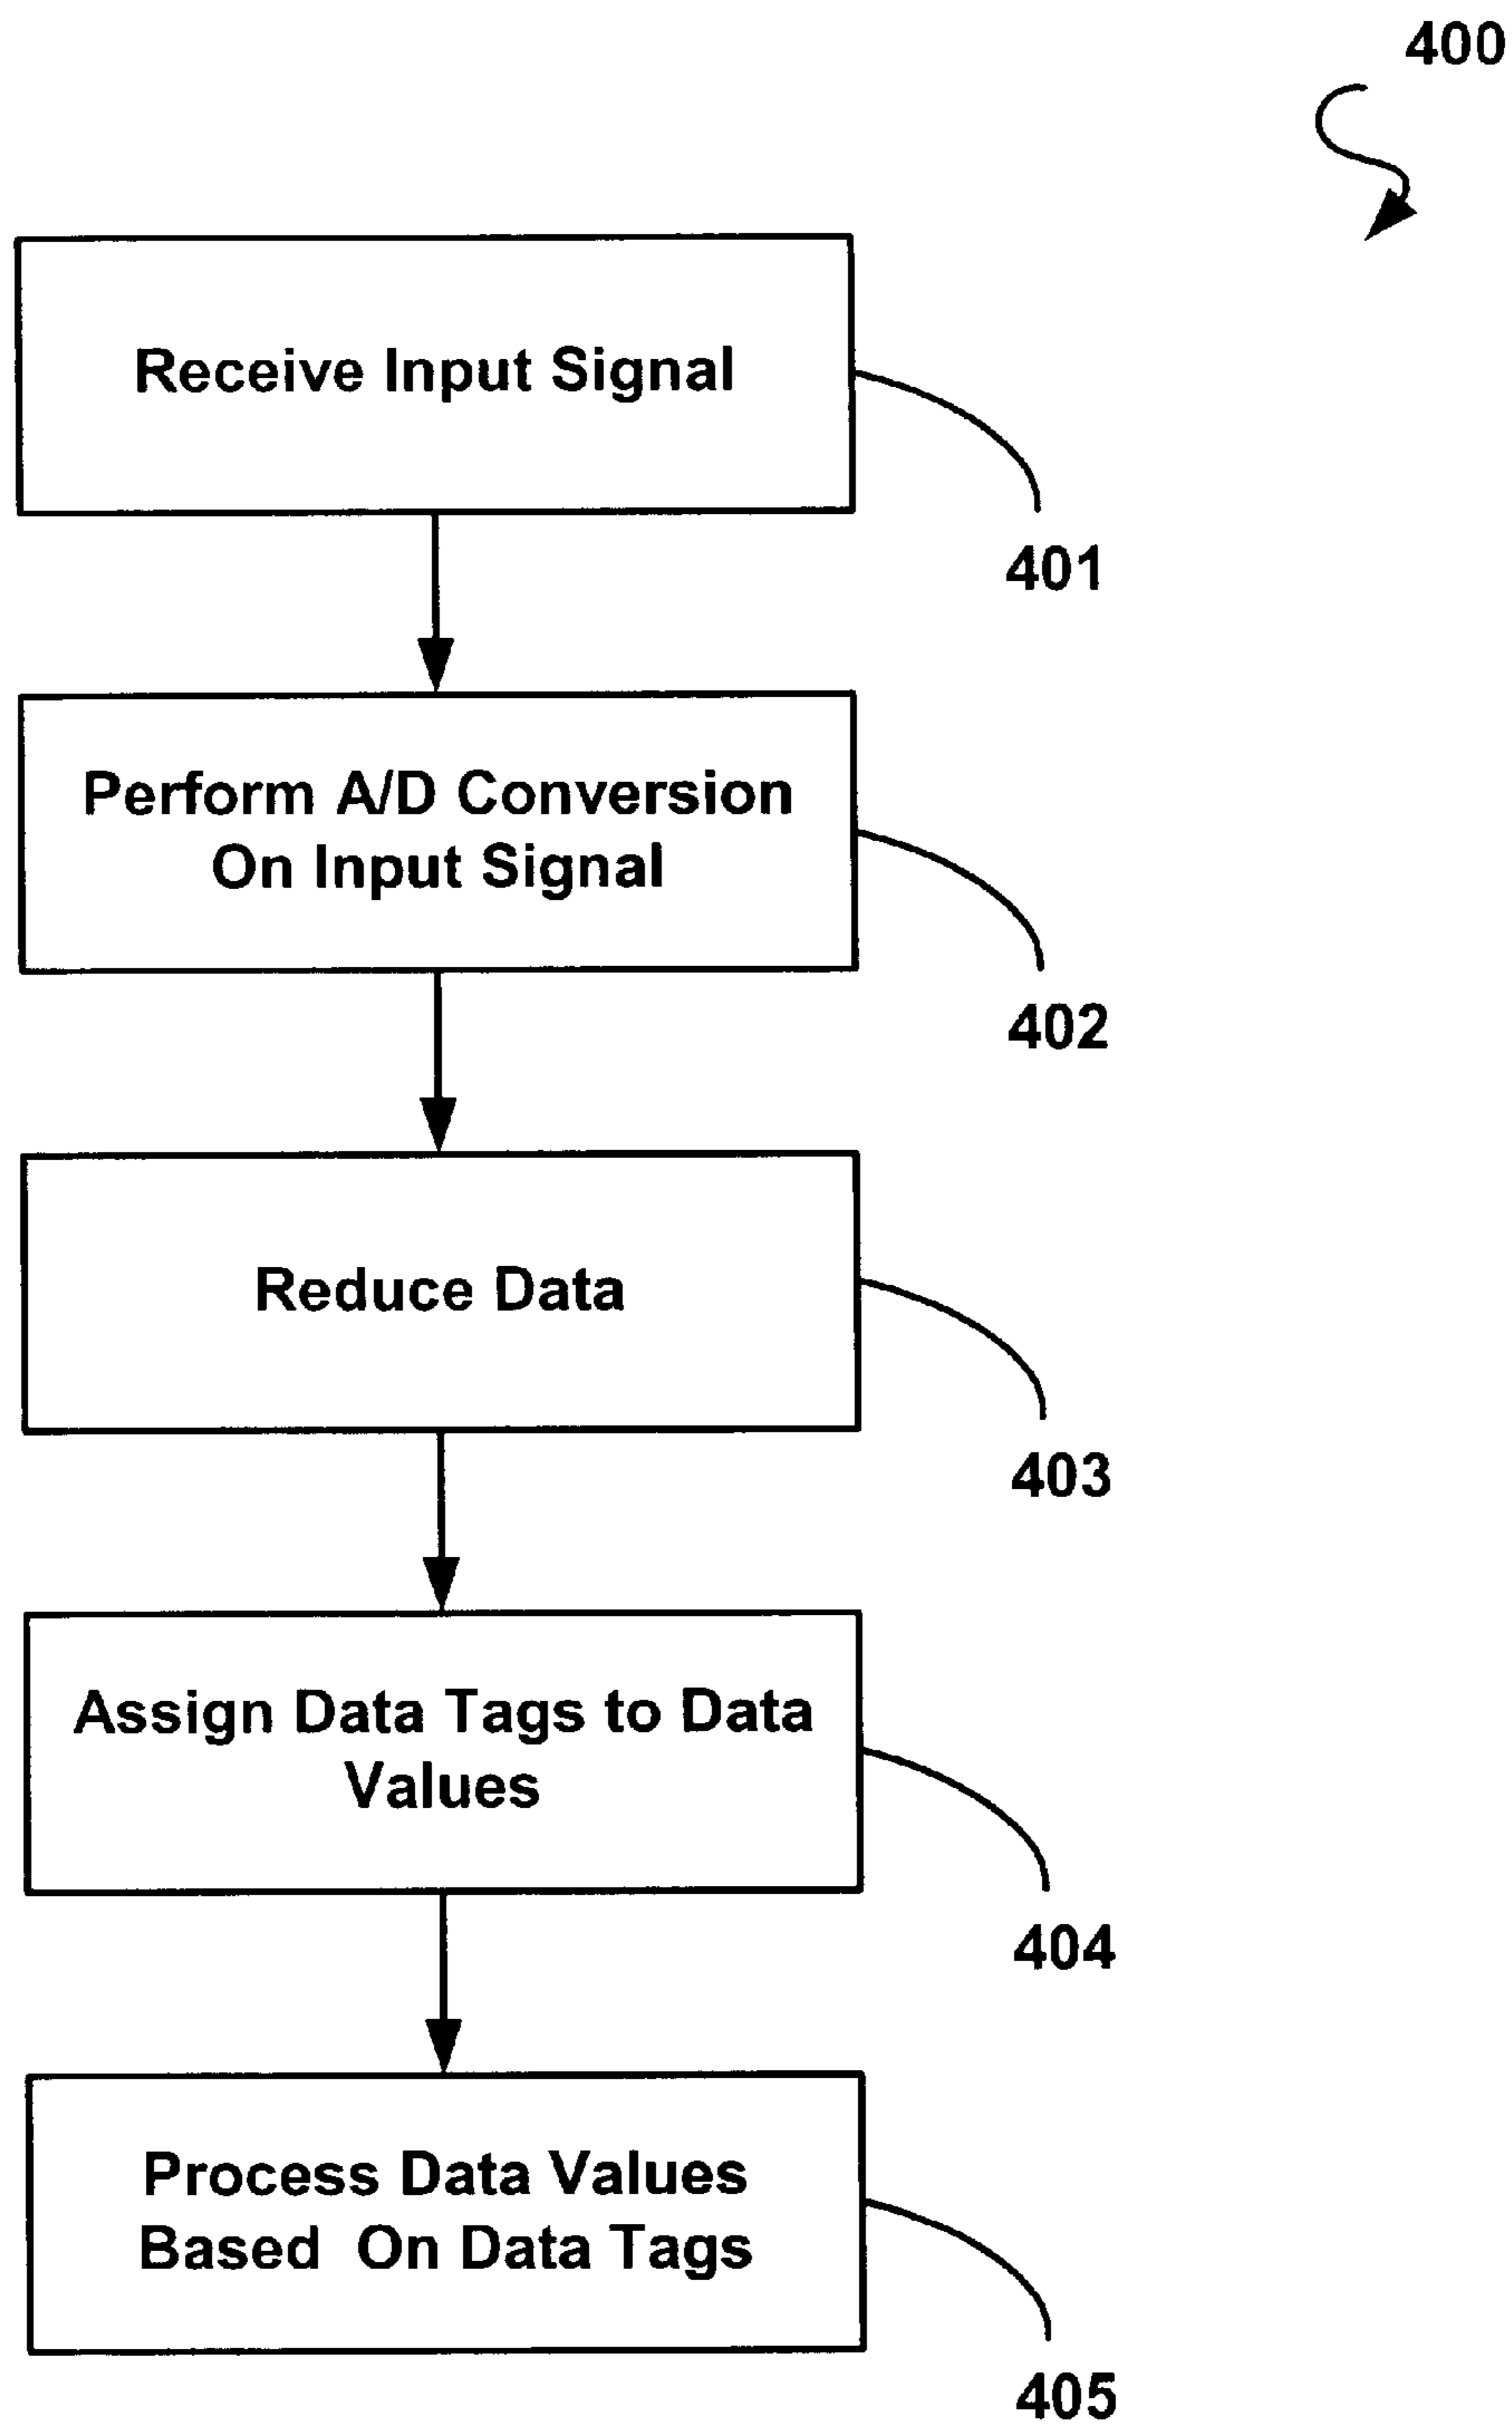 400
Receive Input Signal
401
Perform A/D Conversion
On Input Signal
402
Reduce Data
403
Assign Data Tags to Data
Values
404
Process Data Values
Based On Data Tags
405